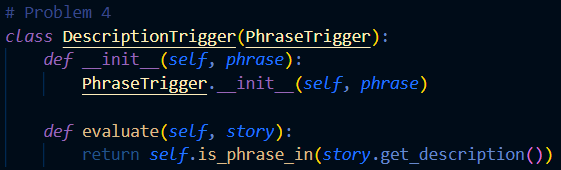 # Problem 4
class DescriptionTrigger(PhraseTrigger):
    def __init__(self, phrase):
        PhraseTrigger.__init__(self, phrase)

    def evaluate(self, story):
        return self.is_phrase_in(story.get_description())